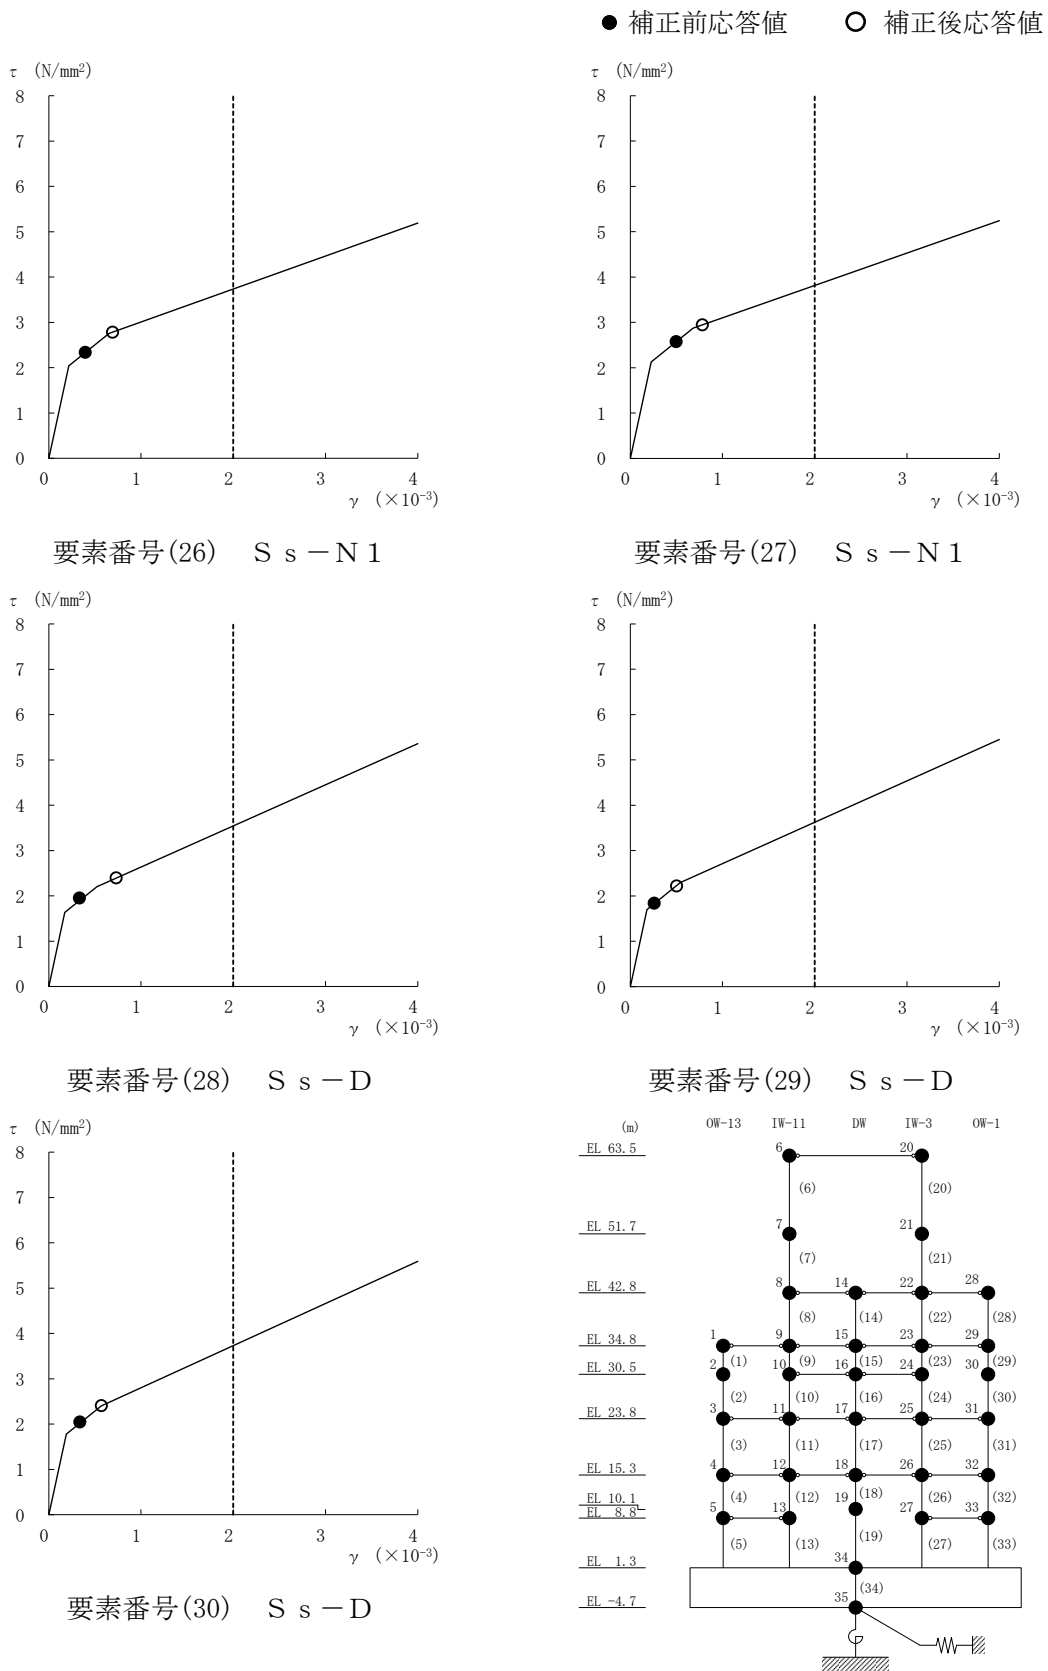 ● 補正前応答値 ○ 補正後応答値
τ (N/mm²)
8
7
6
5
4
3
2
1
0
0 1 2 3 4
γ (×10⁻³)
要素番号(26) Ｓｓ－Ｎ１
τ (N/mm²)
8
7
6
5
4
3
2
1
0
0 1 2 3 4
γ (×10⁻³)
要素番号(27) Ｓｓ－Ｎ１
τ (N/mm²)
8
7
6
5
4
3
2
1
0
0 1 2 3 4
γ (×10⁻³)
要素番号(28) Ｓｓ－Ｄ
τ (N/mm²)
8
7
6
5
4
3
2
1
0
0 1 2 3 4
γ (×10⁻³)
要素番号(29) Ｓｓ－Ｄ
τ (N/mm²)
8
7
6
5
4
3
2
1
0
0 1 2 3 4
γ (×10⁻³)
要素番号(30) Ｓｓ－Ｄ
(m) OW-13 IW-11 DW IW-3 OW-1
EL 63.5 6 20
(6) (20)
EL 51.7 7 21
(7) (21)
EL 42.8 8 14 22 28
(8) (14) (22) (28)
EL 34.8 1 9 15 23 29
(1) (9) (15) (23) (29)
EL 30.5 2 10 16 24 30
(2) (10) (16) (24) (30)
EL 23.8 3 11 17 25 31
(3) (11) (17) (25) (31)
EL 15.3 4 12 18 26 32
(4) (12) (18) (26) (32)
EL 10.1 19
EL 8.8 5 13 27 33
(5) (13) (19) (27) (33)
EL 1.3 34
(34)
EL -4.7 35